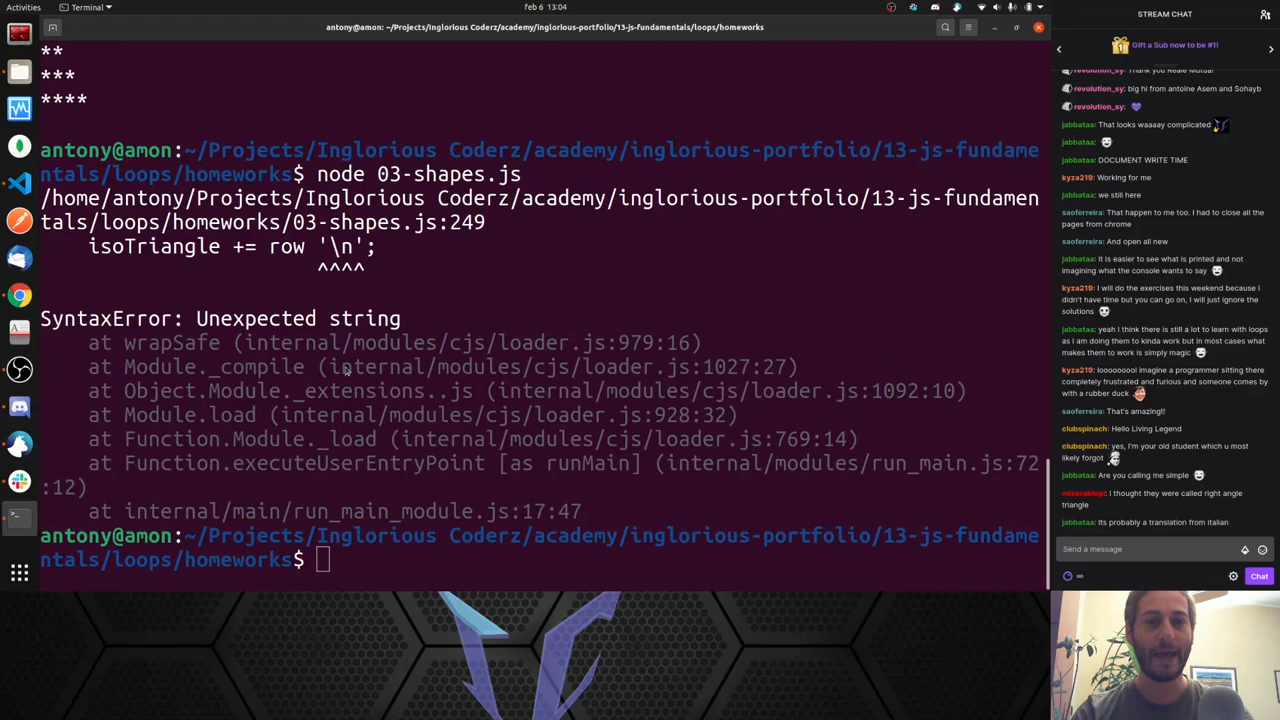 Activities
Terminal
feb 6 13:04
antony@amon: ~/Projects/Inglorious Coderz/academy/inglorious-portfolio/13-js-fundamentals/loops/homeworks
**
***
****
antony@amon:~/Projects/Inglorious Coderz/academy/inglorious-portfolio/13-js-fundame
ntals/loops/homeworks$ node 03-shapes.js
/home/antony/Projects/Inglorious Coderz/academy/inglorious-portfolio/13-js-fundamen
tals/loops/homeworks/03-shapes.js:249
isoTriangle += row '\n';
^^^^
SyntaxError: Unexpected string
at wrapSafe (internal/modules/cjs/loader.js:979:16)
at Module._compile (internal/modules/cjs/loader.js:1027:27)
at Object.Module._extensions..js (internal/modules/cjs/loader.js:1092:10)
at Module.load (internal/modules/cjs/loader.js:928:32)
at Function.Module._load (internal/modules/cjs/loader.js:769:14)
at Function.executeUserEntryPoint [as runMain] (internal/modules/run_main.js:72
:12)
at internal/main/run_main_module.js:17:47
antony@amon:~/Projects/Inglorious Coderz/academy/inglorious-portfolio/13-js-fundame
ntals/loops/homeworks$
STREAM CHAT
Gift a Sub now to be #1!
revolution_sy: Thank you Reale Mutua!
revolution_sy: big hi from antoine Asem and Sohayb
revolution_sy:
jabbataa: That looks waaaay complicated
jabbataa:
jabbataa: DOCUMENT WRITE TIME
kyza219: Working for me
jabbataa: we still here
saoferreira: That happen to me too. I had to close all the
pages from chrome
saoferreira: And open all new
jabbataa: It is easier to see what is printed and not
imagining what the console wants to say
kyza219: I will do the exercises this weekend because I
didn't have time but you can go on, I will just ignore the
solutions
jabbataa: yeah I think there is still a lot to learn with loops
as I am doing them to kinda work but in most cases what
makes them to work is simply magic
kyza219: looooooool imagine a programmer sitting there
completely frustrated and furious and someone comes by
with a rubber duck
saoferreira: That's amazing!!
clubspinach: Hello Living Legend
clubspinach: yes, I'm your old student which u most
likely forgot
jabbataa: Are you calling me simple
I thought they were called right angle
triangle
jabbataa: Its probably a translation from italian
Send a message
∞
Chat